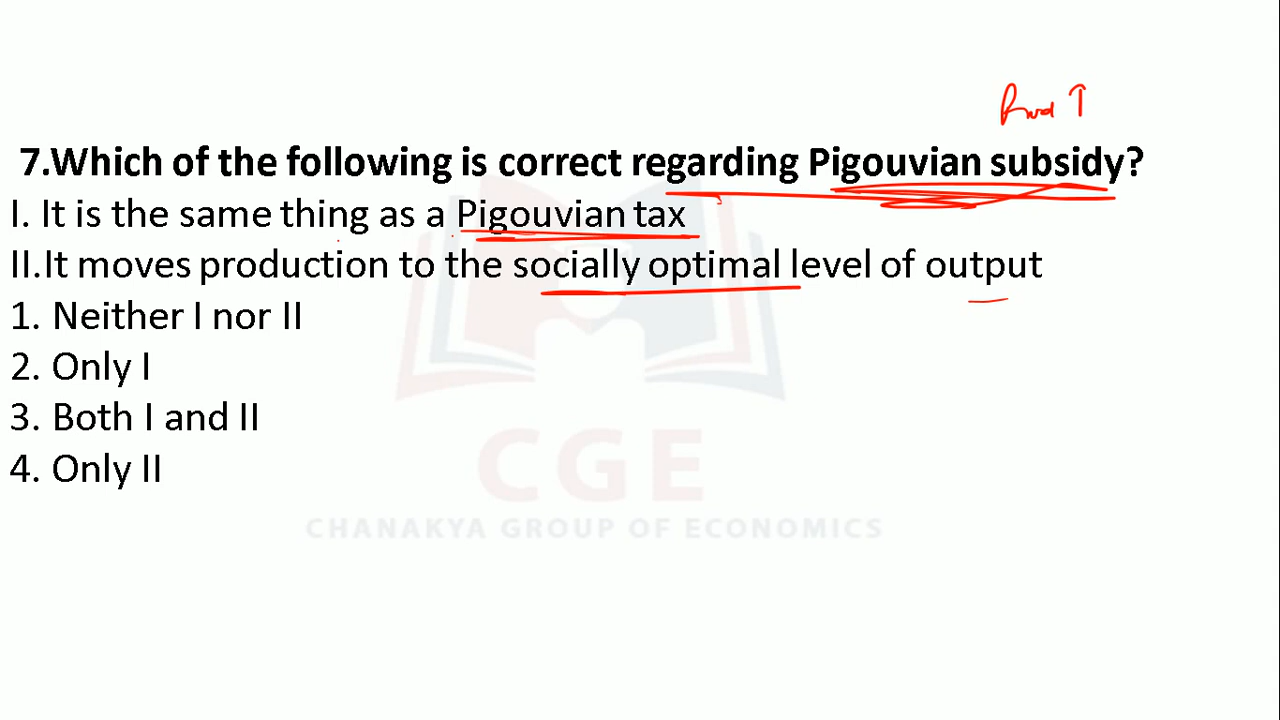 Prod ↑
7.Which of the following is correct regarding Pigouvian subsidy?
I. It is the same thing as a Pigouvian tax
II.It moves production to the socially optimal level of output
1. Neither I nor II
2. Only I
3. Both I and II
4. Only II
CGE
CHANAKYA GROUP OF ECONOMICS